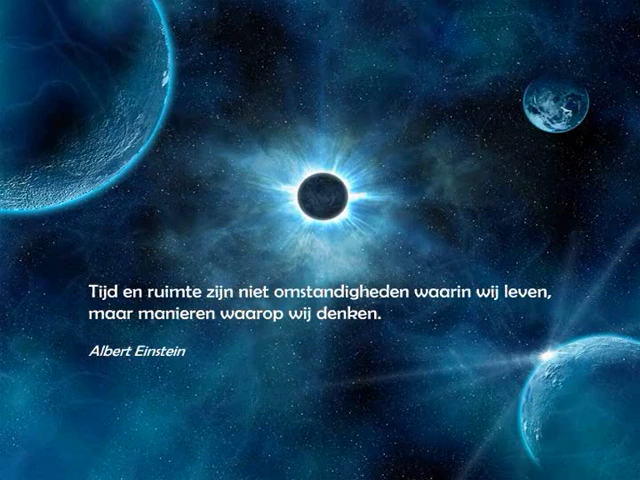 Tijd en ruimte zijn niet omstandigheden waarin wij leven,
maar manieren waarop wij denken.
Albert Einstein